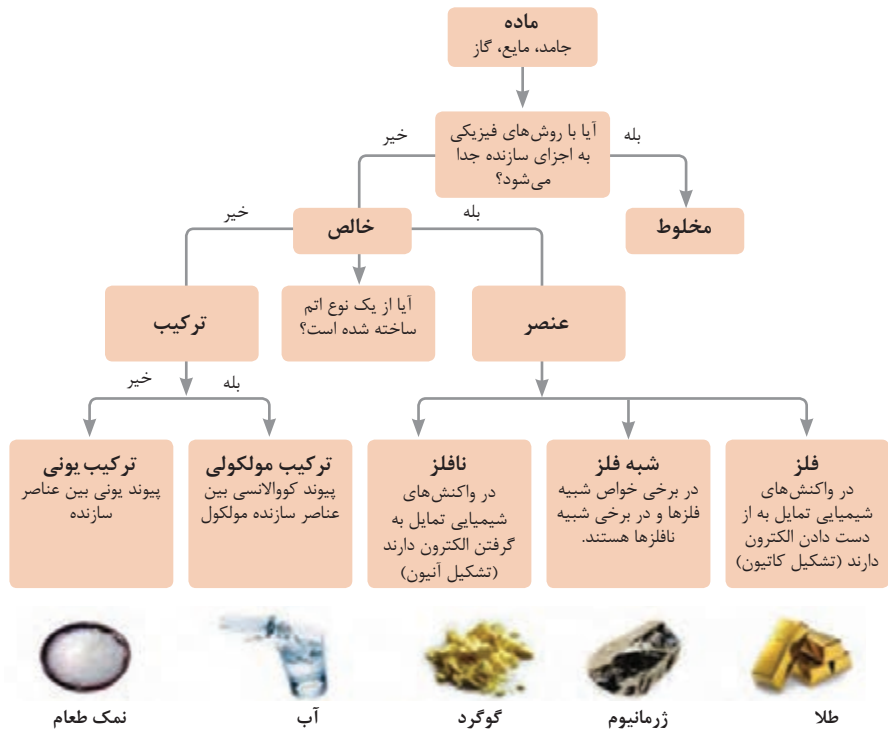 ماده
جامد، مایع، گاز
آیا با روش‌های فیزیکی
به اجزای سازنده جدا
می‌شود؟
بله
خیر
مخلوط
خالص
بله
خیر
آیا از یک نوع اتم
ساخته شده است؟
عنصر
ترکیب
بله
خیر
فلز
در واکنش‌های
شیمیایی تمایل به از
دست دادن الکترون
دارند (تشکیل کاتیون)
شبه فلز
در برخی خواص شبیه
فلزها و در برخی شبیه
نافلزها هستند.
نافلز
در واکنش‌های
شیمیایی تمایل به
گرفتن الکترون دارند
(تشکیل آنیون)
ترکیب مولکولی
پیوند کووالانسی بین
عناصر سازنده مولکول
ترکیب یونی
پیوند یونی بین عناصر
سازنده
طلا
ژرمانیوم
گوگرد
آب
نمک طعام